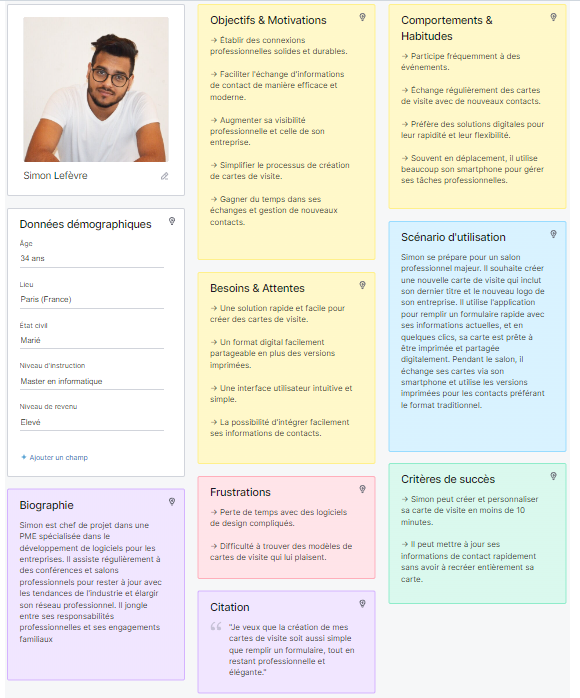 Simon Lefèvre
Données démographiques
Âge
34 ans
Lieu
Paris (France)
Etat civil
Marié
Niveau d'instruction
Master en informatique
Niveau de revenu
Élevé
+ Ajouter un champ
Biographie
Simon est chef de projet dans une
PME spécialisée dans le
développement de logiciels pour les
entreprises. Il assiste régulièrement à
des conférences et salons
professionnels pour rester à jour avec
les tendances de l'industrie et élargir
son réseau professionnel. Il jongle
entre ses responsabilités
professionnelles et ses engagements
familiaux
Objectifs & Motivations
→ Établir des connexions
professionnelles solides et durables.
→ Faciliter l'échange d'informations
de contact de manière efficace et
moderne.
→ Augmenter sa visibilité
professionnelle et celle de son
entreprise.
→ Simplifier le processus de création
de cartes de visite.
→ Gagner du temps dans ses
échanges et gestion de nouveaux
contacts.
Besoins & Attentes
→ Une solution rapide et facile pour
créer des cartes de visite.
→ Un format digital facilement
partageable en plus des versions
imprimées.
→ Une interface utilisateur intuitive et
simple.
→ La possibilité d'intégrer facilement
ses informations de contact.
Frustrations
→ Perte de temps avec des logiciels
de design compliqués.
→ Difficulté à trouver des modèles de
cartes de visite qui lui plaisent.
Citation
"Je veux que la création de mes
cartes de visite soit aussi simple
que remplir un formulaire, tout en
restant professionnelle et
élégante."
Comportements &
Habitudes
→ Participe fréquemment à des
événements.
→ Échange régulièrement des cartes
de visite avec de nouveaux contacts.
→ Préfère des solutions digitales pour
leur rapidité et leur flexibilité.
→ Souvent en déplacement, il utilise
beaucoup son smartphone pour gérer
ses tâches professionnelles.
Scénario d'utilisation
Simon se prépare pour un salon
professionnel majeur. Il souhaite créer
une nouvelle carte de visite qui inclut
son dernier titre et le nouveau logo de
son entreprise. Il utilise l'application
pour remplir un formulaire rapide avec
ses informations actuelles, et en
quelques clics, sa carte est prête à
être imprimée et partagée
digitalement. Pendant le salon, il
échange ses cartes via son
smartphone et utilise les versions
imprimées pour les contacts préférant
le format traditionnel.
Critères de succès
→ Simon peut créer et personnaliser
sa carte de visite en moins de 10
minutes.
→ Il peut mettre à jour ses
informations de contact rapidement
sans avoir à recréer entièrement sa
carte.